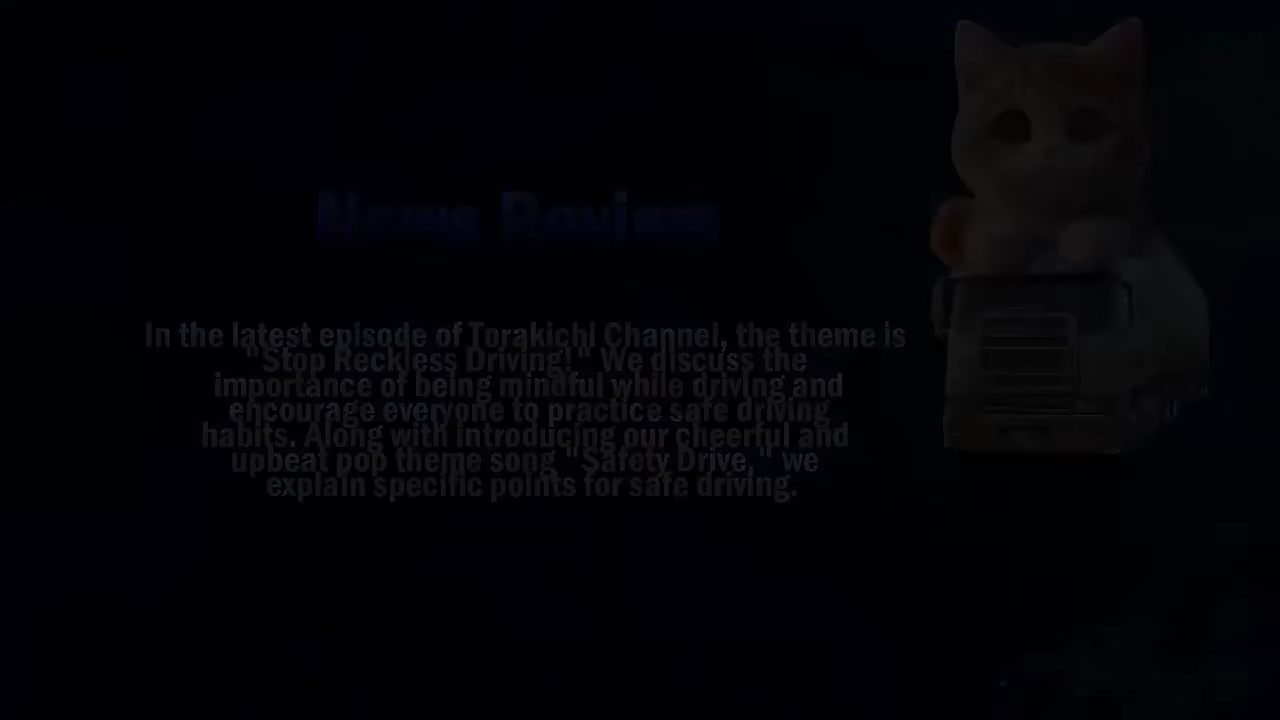 News Review
In the latest episode of Torakichi Channel, the theme is
"Stop Reckless Driving!" We discuss the
importance of being mindful while driving and
encourage everyone to practice safe driving
habits. Along with introducing our cheerful and
upbeat pop theme song "Safety Drive," we
explain specific points for safe driving.